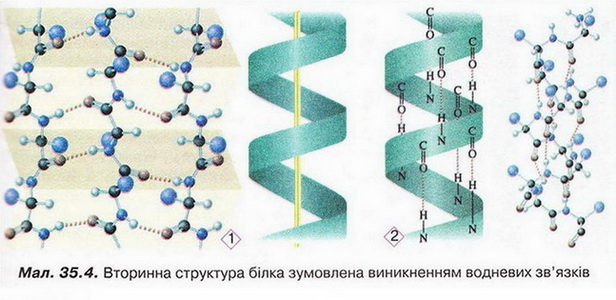 C O
C O
C O
C O
C O
H N
H N
H
C O
C O
N
H N
H N
H N
1
2
Мал. 35.4. Вторинна структура білка зумовлена виникненням водневих зв'язків